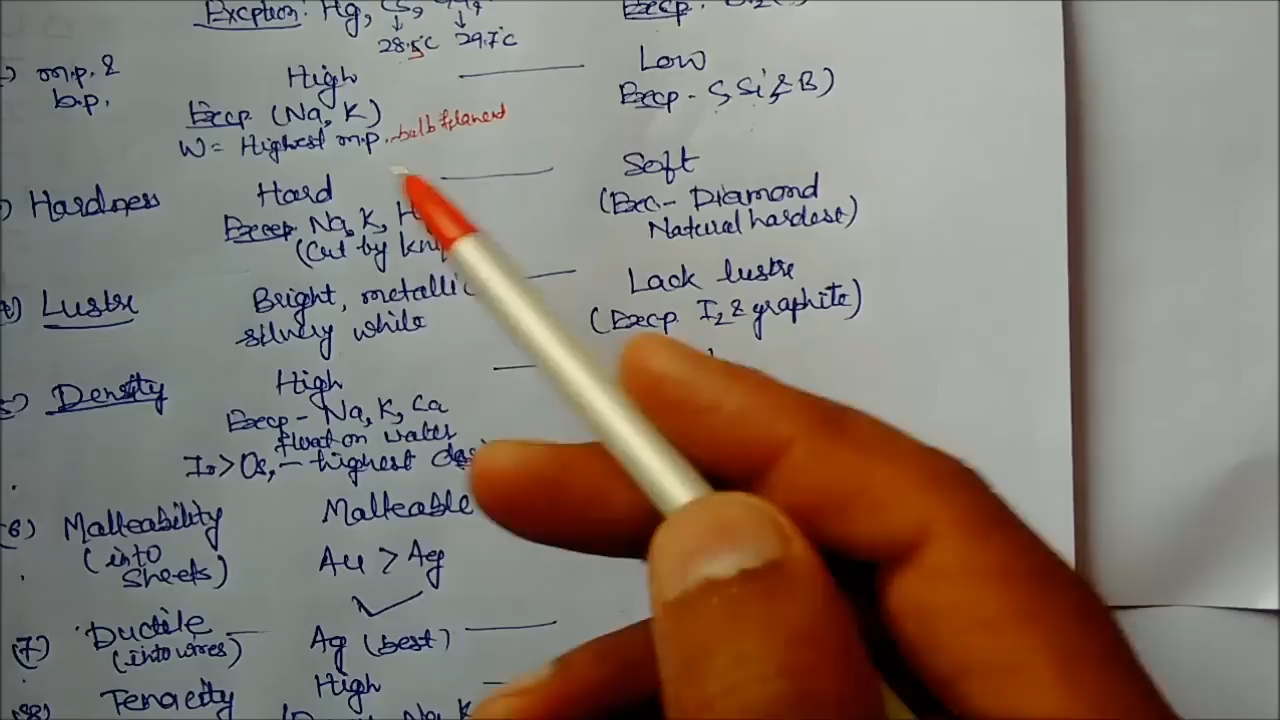 Exception: Hg, Cs,
Excep.
28.5°C 29.7°C
m.p. &
b.p.
High
Low
Excep (Na, K)
Excep - C, Si & B)
W = Highest m.p. bulb filament
Hardness
Hard
Soft
Excep Na, K,
(Exc- Diamond
Natural hardest)
(Cut by
Lustre
Bright, metallic
silvery white
Lack lustre
(Excep I2 & graphite)
Density
High
Excep - Na, K, Ca
float on water
Ir > Os, - highest
(6) Malleability
(into
sheets)
Malleable
Au > Ag
(7) Ductile
(into wires)
Ag (best)
Tenacity
High
Na, K